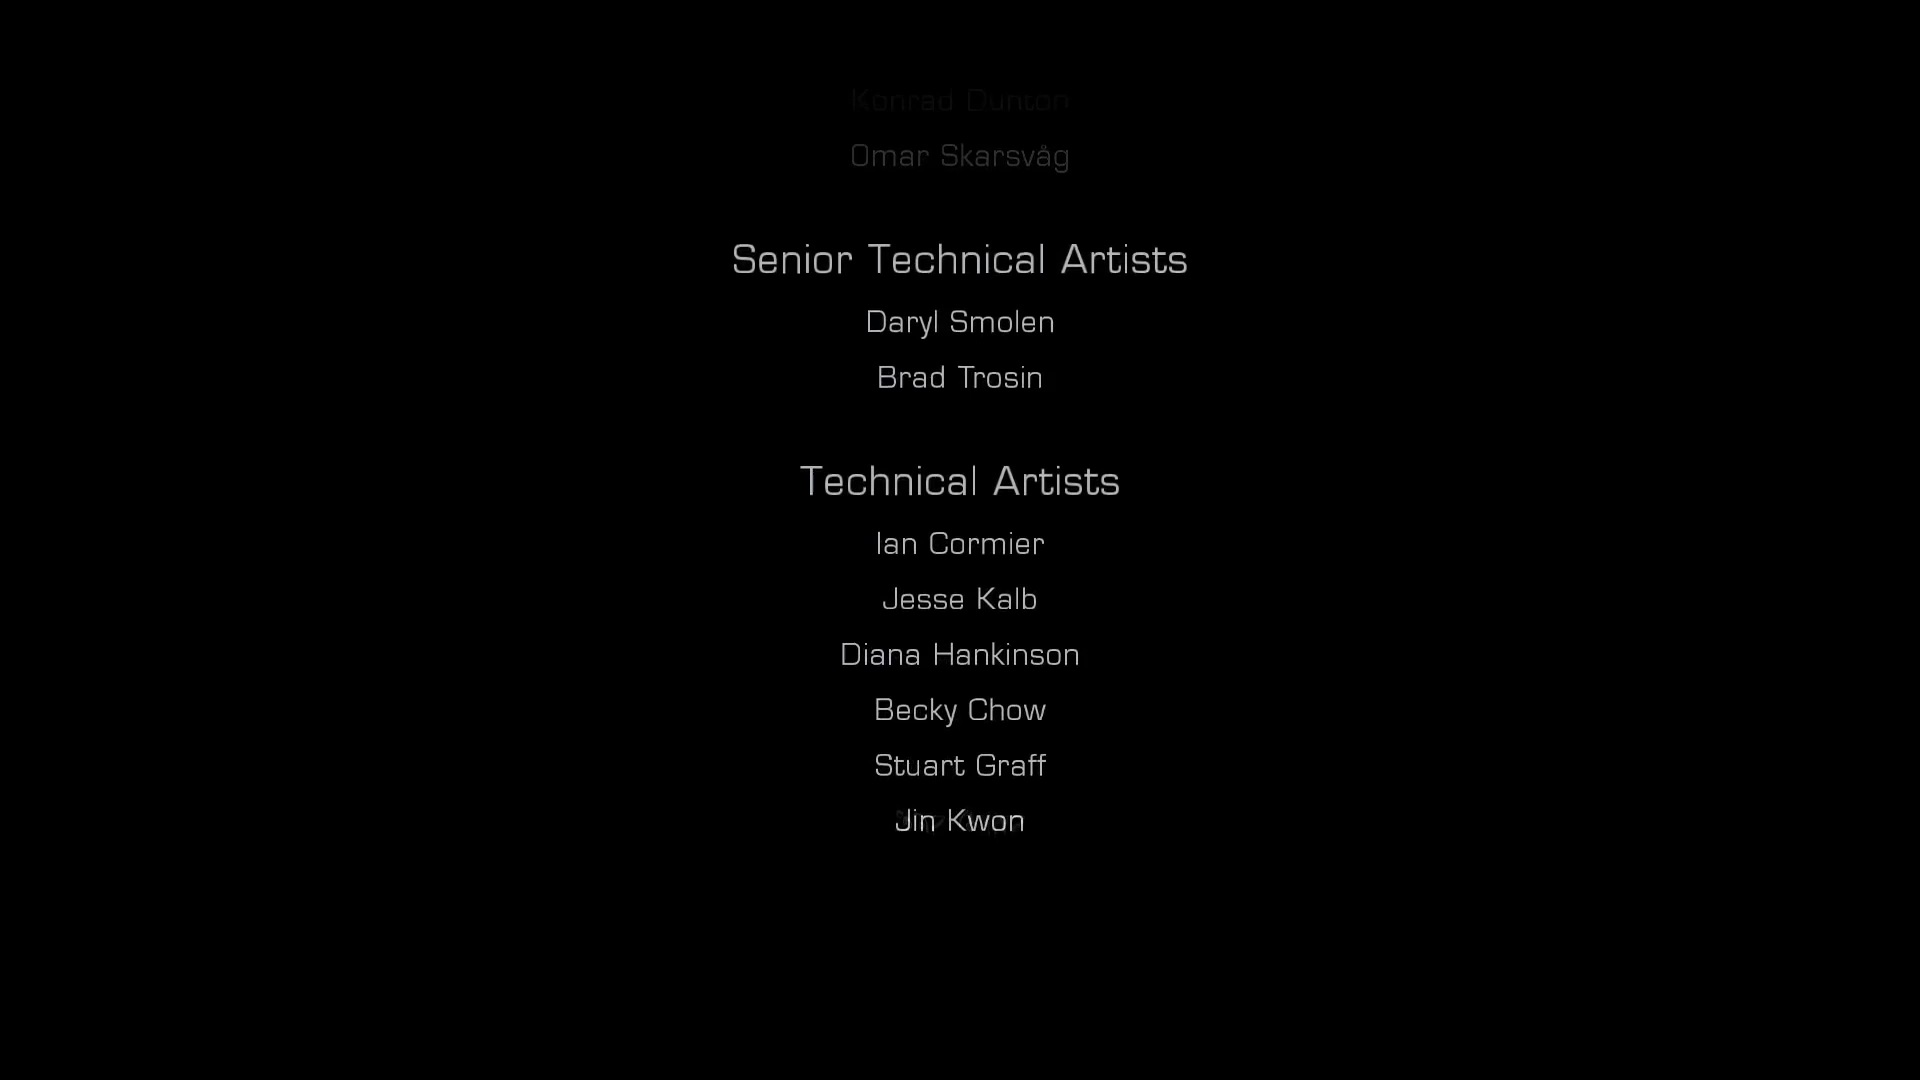 Konrad Dunton
Omar Skarsvåg
Senior Technical Artists
Daryl Smolen
Brad Trosin
Technical Artists
Ian Cormier
Jesse Kalb
Diana Hankinson
Becky Chow
Stuart Graff
Jin Kwon